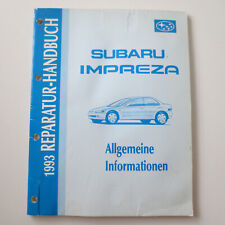 1993 REPARATUR-HANDBUCH
SUBARU
IMPREZA
Allgemeine
Informationen